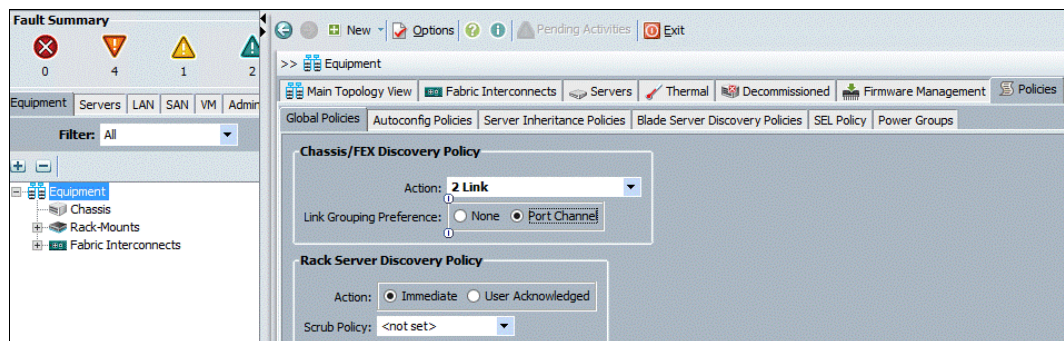 Fault Summary
0 4 1 2
New Options Pending Activities Exit
>> Equipment
Equipment Servers LAN SAN VM Admin
Main Topology View Fabric Interconnects Servers Thermal Decommissioned Firmware Management Policies
Global Policies Autoconfig Policies Server Inheritance Policies Blade Server Discovery Policies SEL Policy Power Groups
Filter: All
Equipment
Chassis
Rack-Mounts
Fabric Interconnects
Chassis/FEX Discovery Policy
Action: 2 Link
Link Grouping Preference: None Port Channel
Rack Server Discovery Policy
Action: Immediate User Acknowledged
Scrub Policy: <not set>